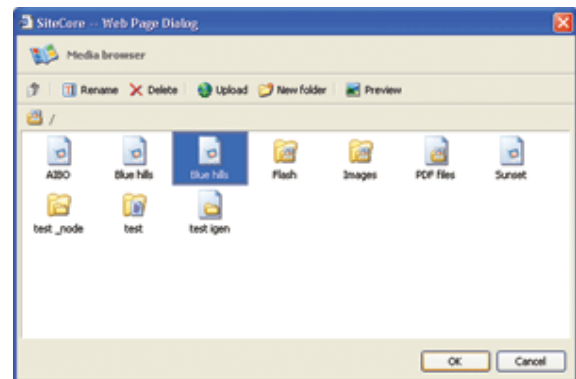 SiteCore -- Web Page Dialog
Media browser
Rename Delete Upload New folder Preview
/
AIBO Blue hills Blue hills Flash Images PDF files Sunset
test _node test test igen
OK Cancel